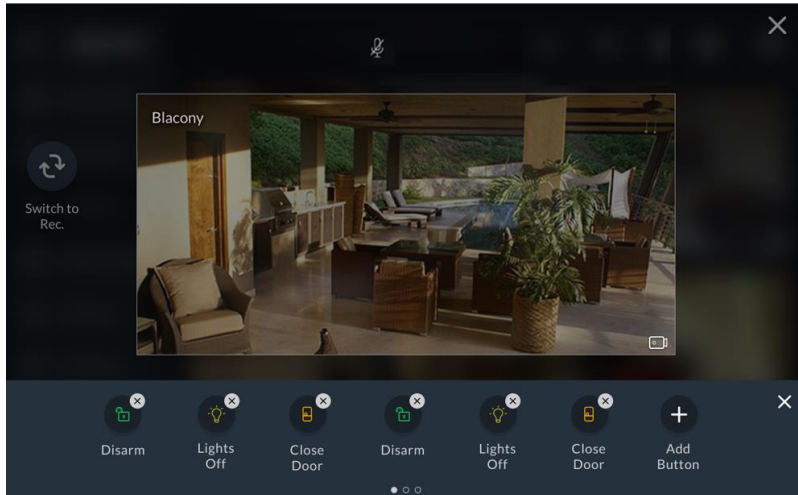 Blacony
Switch to
Rec.
Disarm
Lights
Off
Close
Door
Disarm
Lights
Off
Close
Door
Add
Button